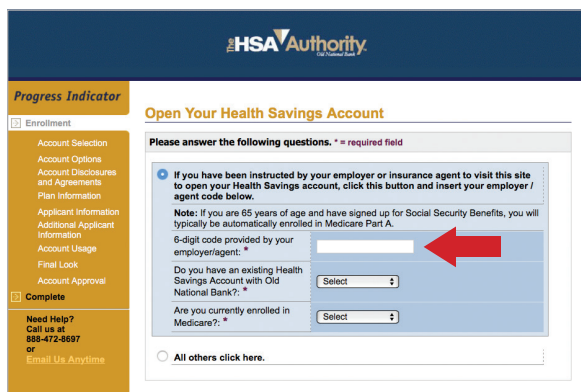 The HSA Authority.
Old National Bank
Progress Indicator
Enrollment
Account Selection
Account Options
Account Disclosures
and Agreements
Plan Information
Applicant Information
Additional Applicant
Information
Account Usage
Final Look
Account Approval
Complete
Need Help?
Call us at
888-472-8697
or
Email Us Anytime
Open Your Health Savings Account
Please answer the following questions. * = required field
If you have been instructed by your employer or insurance agent to visit this site
to open your Health Savings account, click this button and insert your employer /
agent code below.
Note: If you are 65 years of age and have signed up for Social Security Benefits, you will
typically be automatically enrolled in Medicare Part A.
6-digit code provided by your
employer/agent: *
Do you have an existing Health
Savings Account with Old
National Bank?: *
Select
Are you currently enrolled in
Medicare?: *
Select
All others click here.